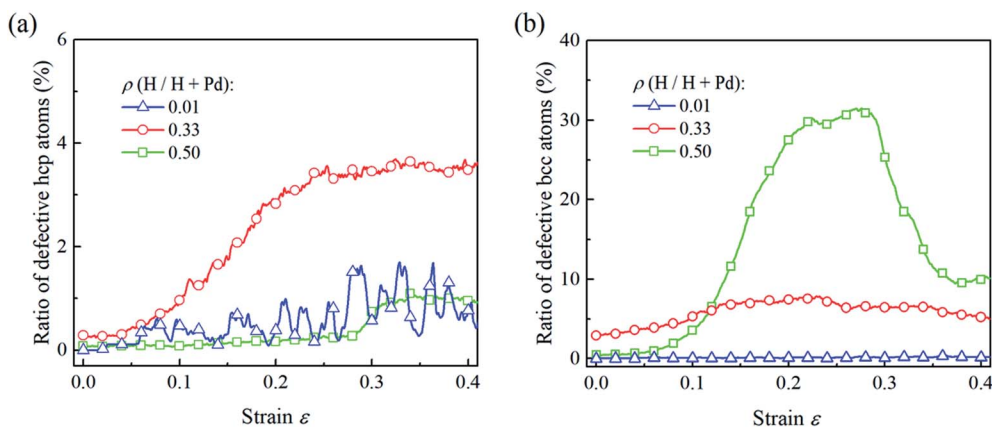 (a)
6
4
2
0
Ratio of defective hcp atoms (%)
ρ (H / H + Pd):
0.01
0.33
0.50
0.0 0.1 0.2 0.3 0.4
Strain ε
(b)
40
30
20
10
0
Ratio of defective bcc atoms (%)
ρ (H / H + Pd):
0.01
0.33
0.50
0.0 0.1 0.2 0.3 0.4
Strain ε